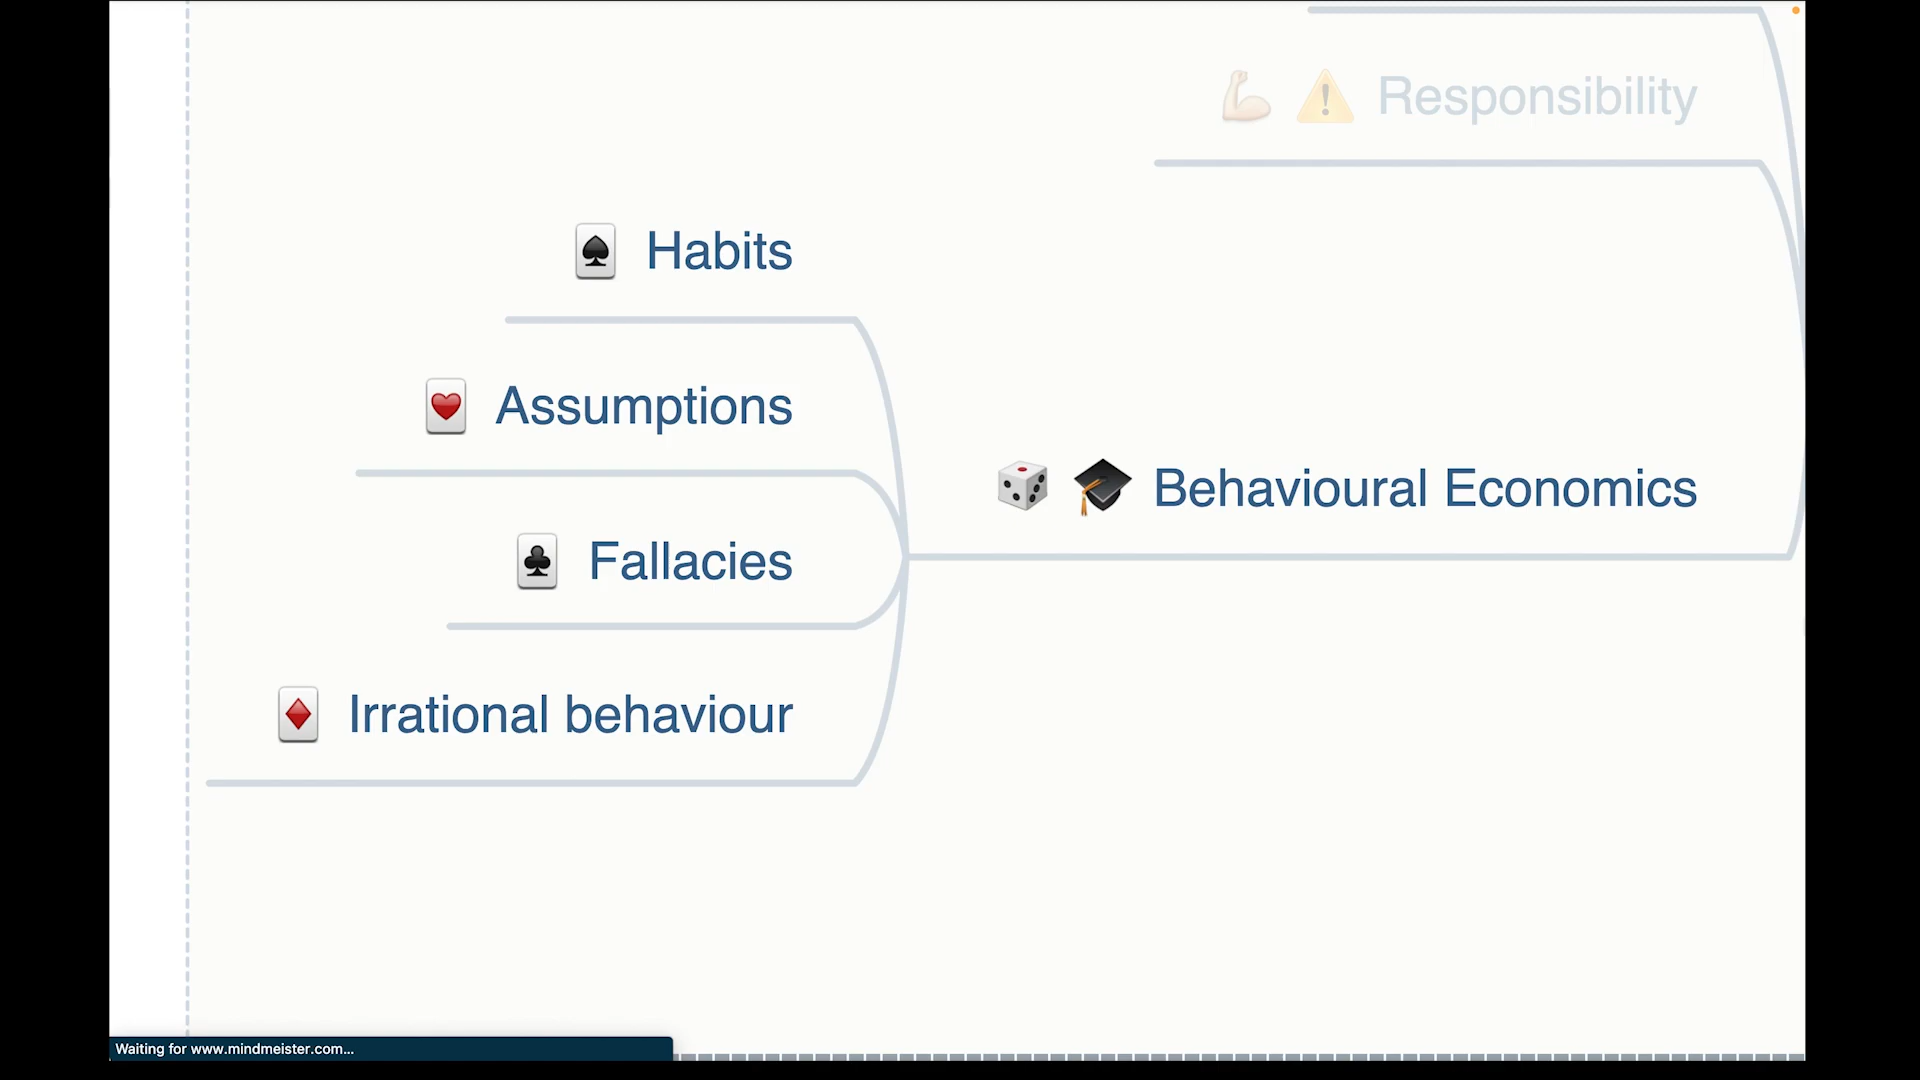 Responsibility
Habits
Assumptions
Behavioural Economics
Fallacies
Irrational behaviour
Waiting for www.mindmeister.com...